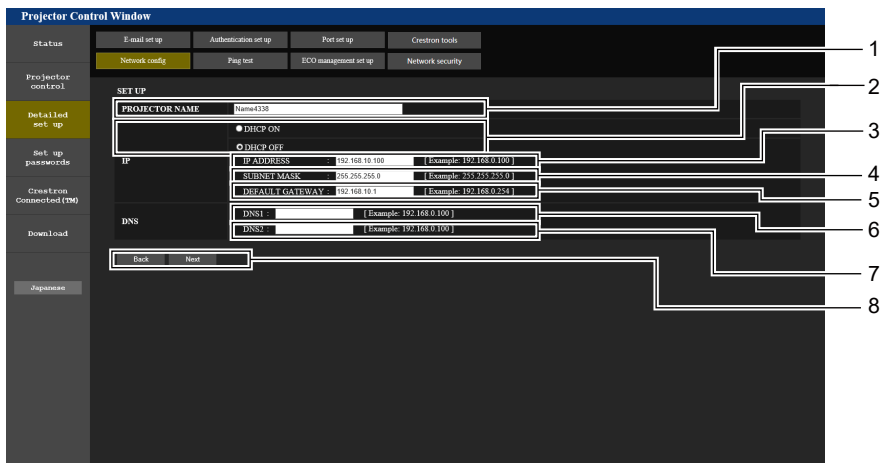 Projector Control Window
Status
Projector
control
Detailed
set up
Set up
passwords
Crestron
Connected(TM)
Download
Japanese
E-mail set up Authentication set up Port set up Crestron tools
Network config Ping test ECO management set up Network security
SET UP
PROJECTOR NAME Name4338
IP
DHCP ON
DHCP OFF
IP ADDRESS : 192.168.10.100 [ Example: 192.168.0.100 ]
SUBNET MASK : 255.255.255.0 [ Example: 255.255.255.0 ]
DEFAULT GATEWAY : 192.168.10.1 [ Example: 192.168.0.254 ]
DNS
DNS1 : [ Example: 192.168.0.100 ]
DNS2 : [ Example: 192.168.0.100 ]
Back Next
1
2
3
4
5
6
7
8